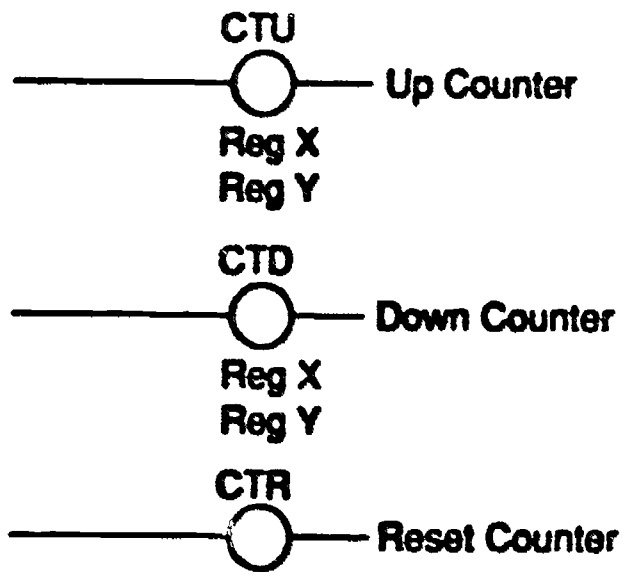 CTU
Up Counter
Reg X
Reg Y
CTD
Down Counter
Reg X
Reg Y
CTR
Reset Counter